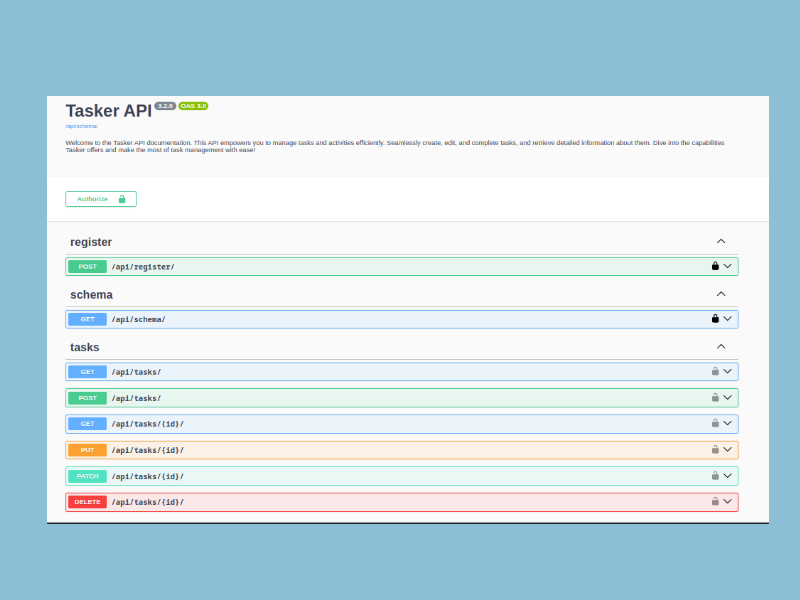 Tasker API 3.2.0 OAS 3.0
/api/schema/
Welcome to the Tasker API documentation. This API empowers you to manage tasks and activities efficiently. Seamlessly create, edit, and complete tasks, and retrieve detailed information about them. Dive into the capabilities
Tasker offers and make the most of task management with ease!
Authorize
register
POST /api/register/
schema
GET /api/schema/
tasks
GET /api/tasks/
POST /api/tasks/
GET /api/tasks/{id}/
PUT /api/tasks/{id}/
PATCH /api/tasks/{id}/
DELETE /api/tasks/{id}/